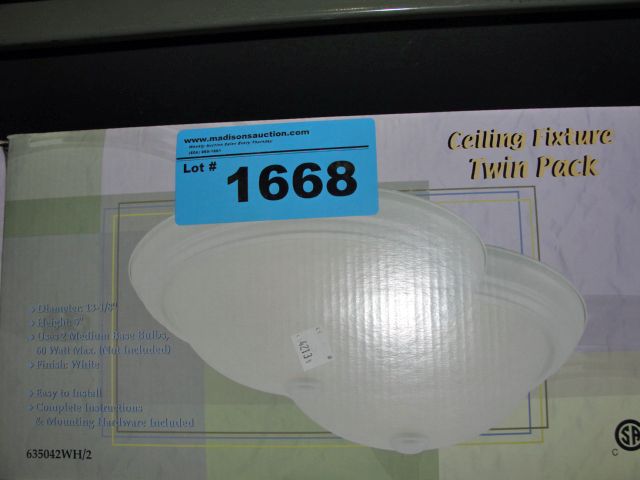 www.madisonsauction.com
Weekly Auction Sales Every Thursday
Lot #
1668
Ceiling Fixture
Twin Pack
Diameter: 13-1/8"
Height: 5"
Uses 2 Medium Base Bulbs,
60 Watt Max. (Not Included)
Finish: White
Easy to Install
Complete Instructions
& Mounting Hardware Included
635042WH/2
SA
C